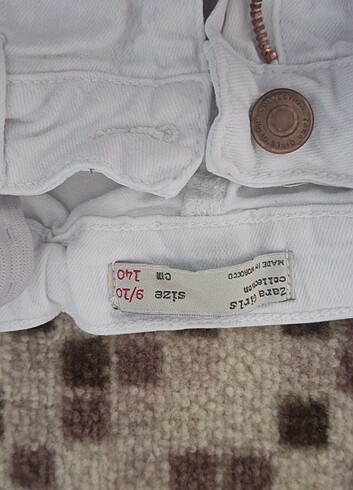 Zara Girls
collection
MADE IN MOROCCO
size 9/10
CM 140